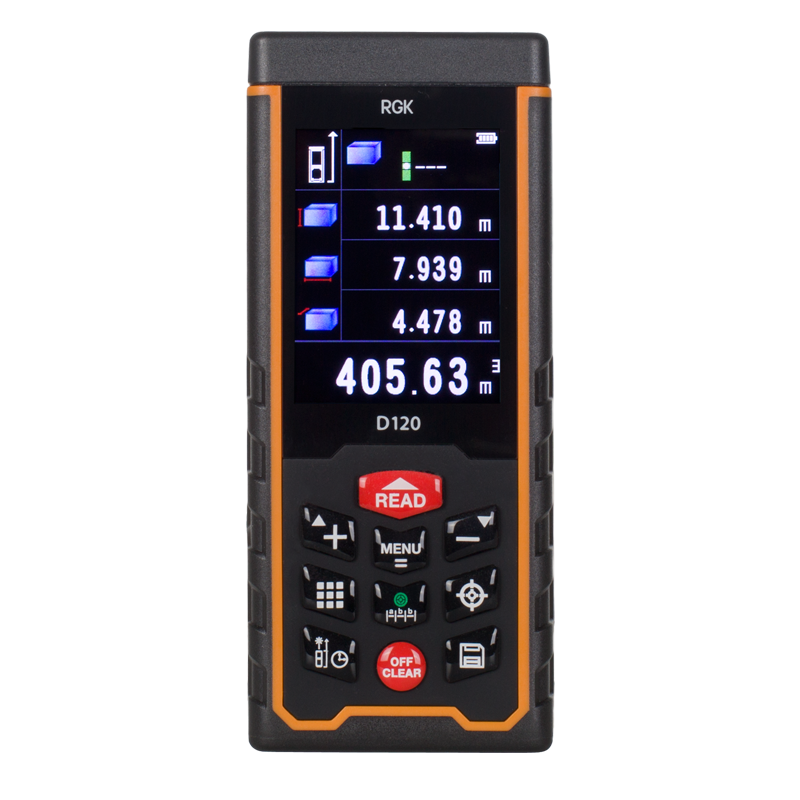 RGK
---
11.410 m
7.939 m
4.478 m
405.63 m³
D120
READ
+ MENU = −
a b b
OFF
CLEAR